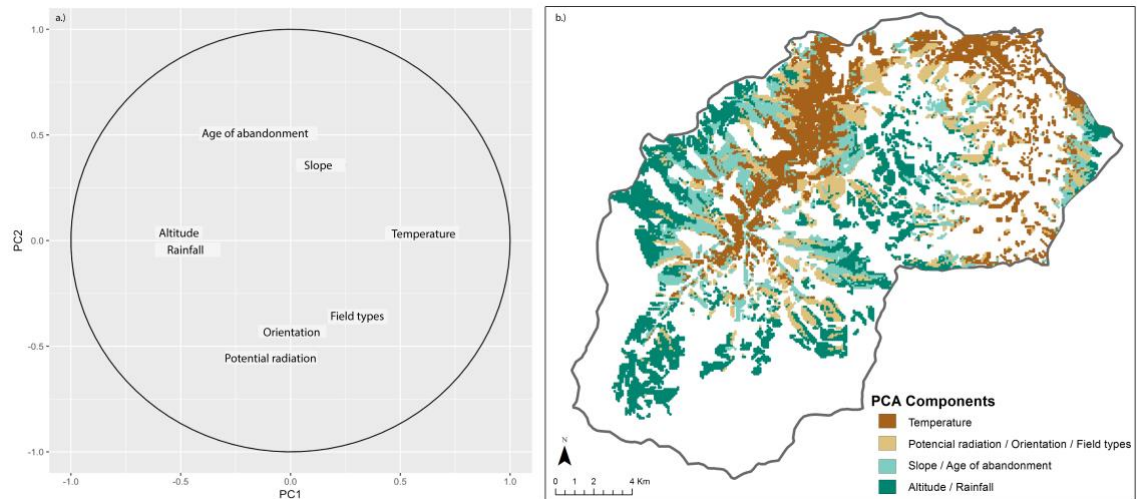 a.)
1.0
0.5
0.0
-0.5
-1.0
PC2
Age of abandonment
Slope
Altitude
Rainfall
Temperature
Field types
Orientation
Potential radiation
-1.0
-0.5
0.0
0.5
1.0
PC1
b.)
PCA Components
Temperature
Potencial radiation / Orientation / Field types
Slope / Age of abandonment
Altitude / Rainfall
N
0 1 2 4 Km